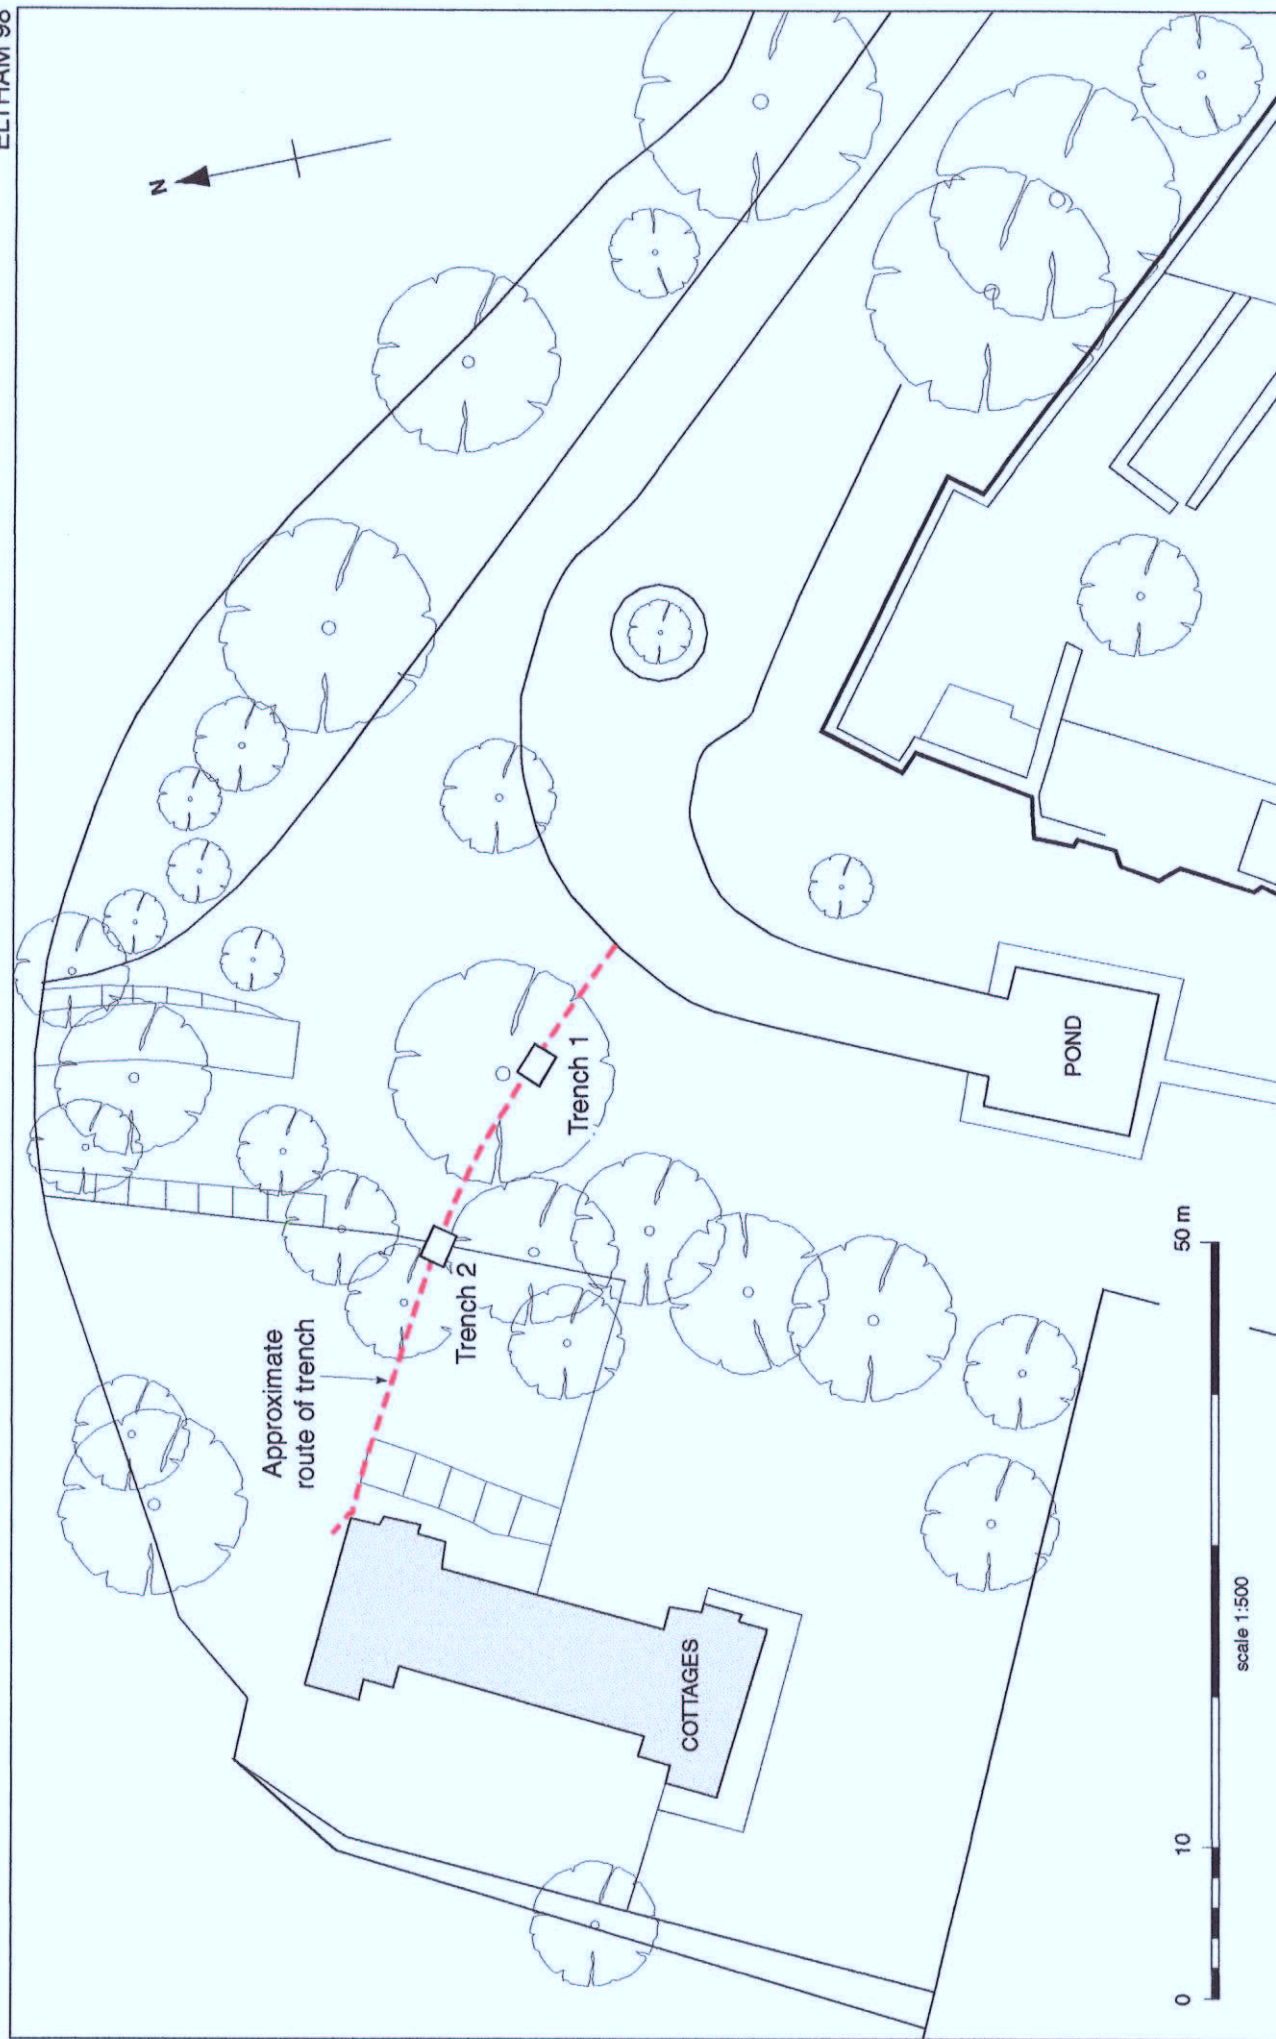 ELTHAM 98
N
Approximate
route of trench
Trench 2
Trench 1
POND
COTTAGES
0
10
50 m
scale 1:500